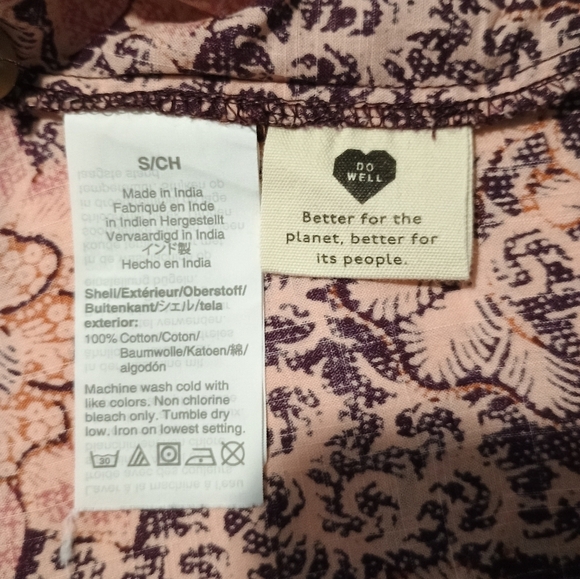 S/CH
Made in India
Fabriqué en Inde
in Indien Hergestellt
Vervaardigd in India
インド製
Hecho en India
Shell/Extérieur/Oberstoff/
Buitenkant/シェル/tela
exterior:
100% Cotton/Coton/
Baumwolle/Katoen/綿/
algodón
Machine wash cold with
like colors. Non chlorine
bleach only. Tumble dry
low. Iron on lowest setting.
30
DO
WELL
Better for the
planet, better for
its people.